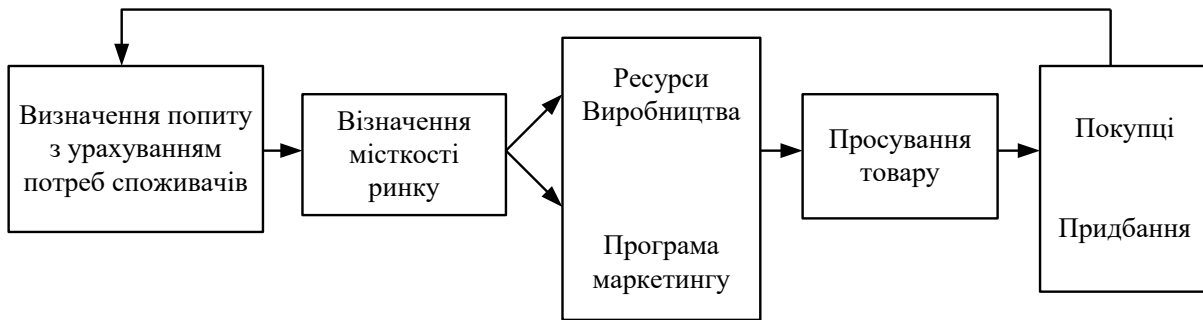 Визначення попиту
з урахуванням
потреб споживачів
Візначення
місткості
ринку
Ресурси
Виробництва
Програма
маркетингу
Просування
товару
Покупці
Придбання